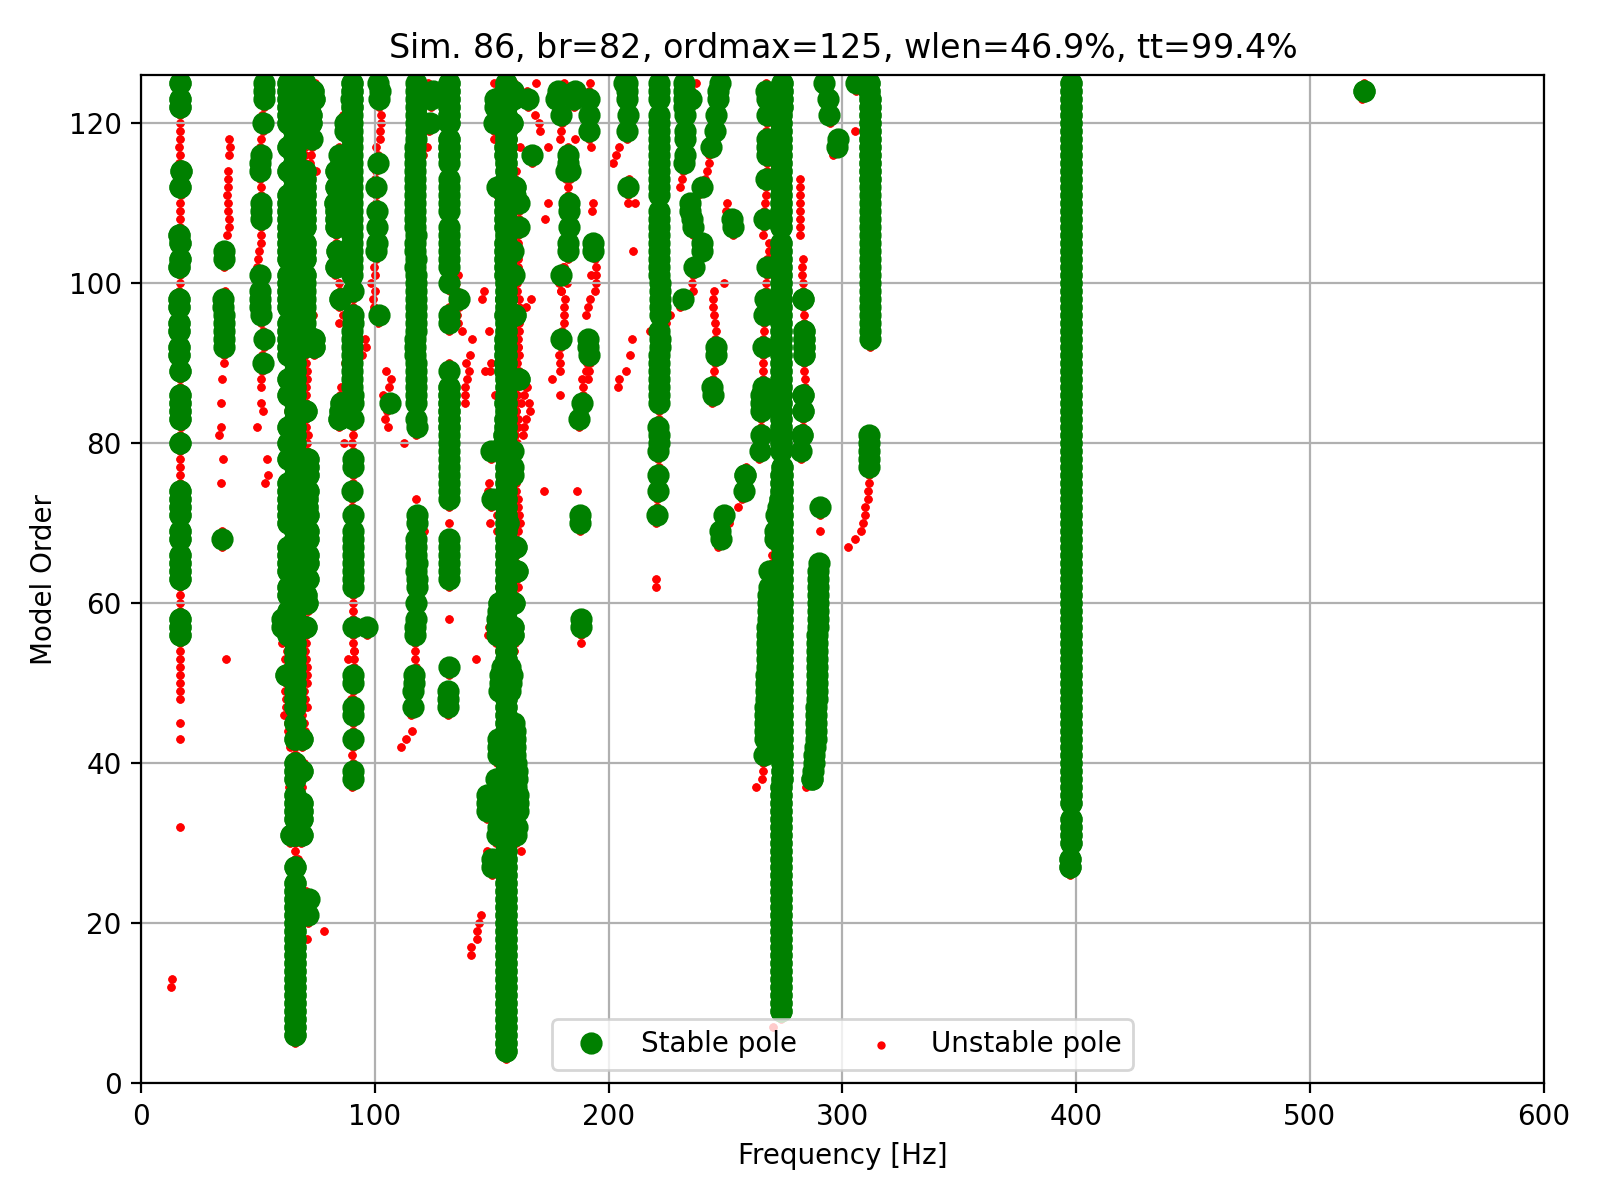 Sim. 86, br=82, ordmax=125, wlen=46.9%, tt=99.4%
120
100
80
60
40
20
0
Model Order
Stable pole
Unstable pole
0
100
200
300
400
500
600
Frequency [Hz]